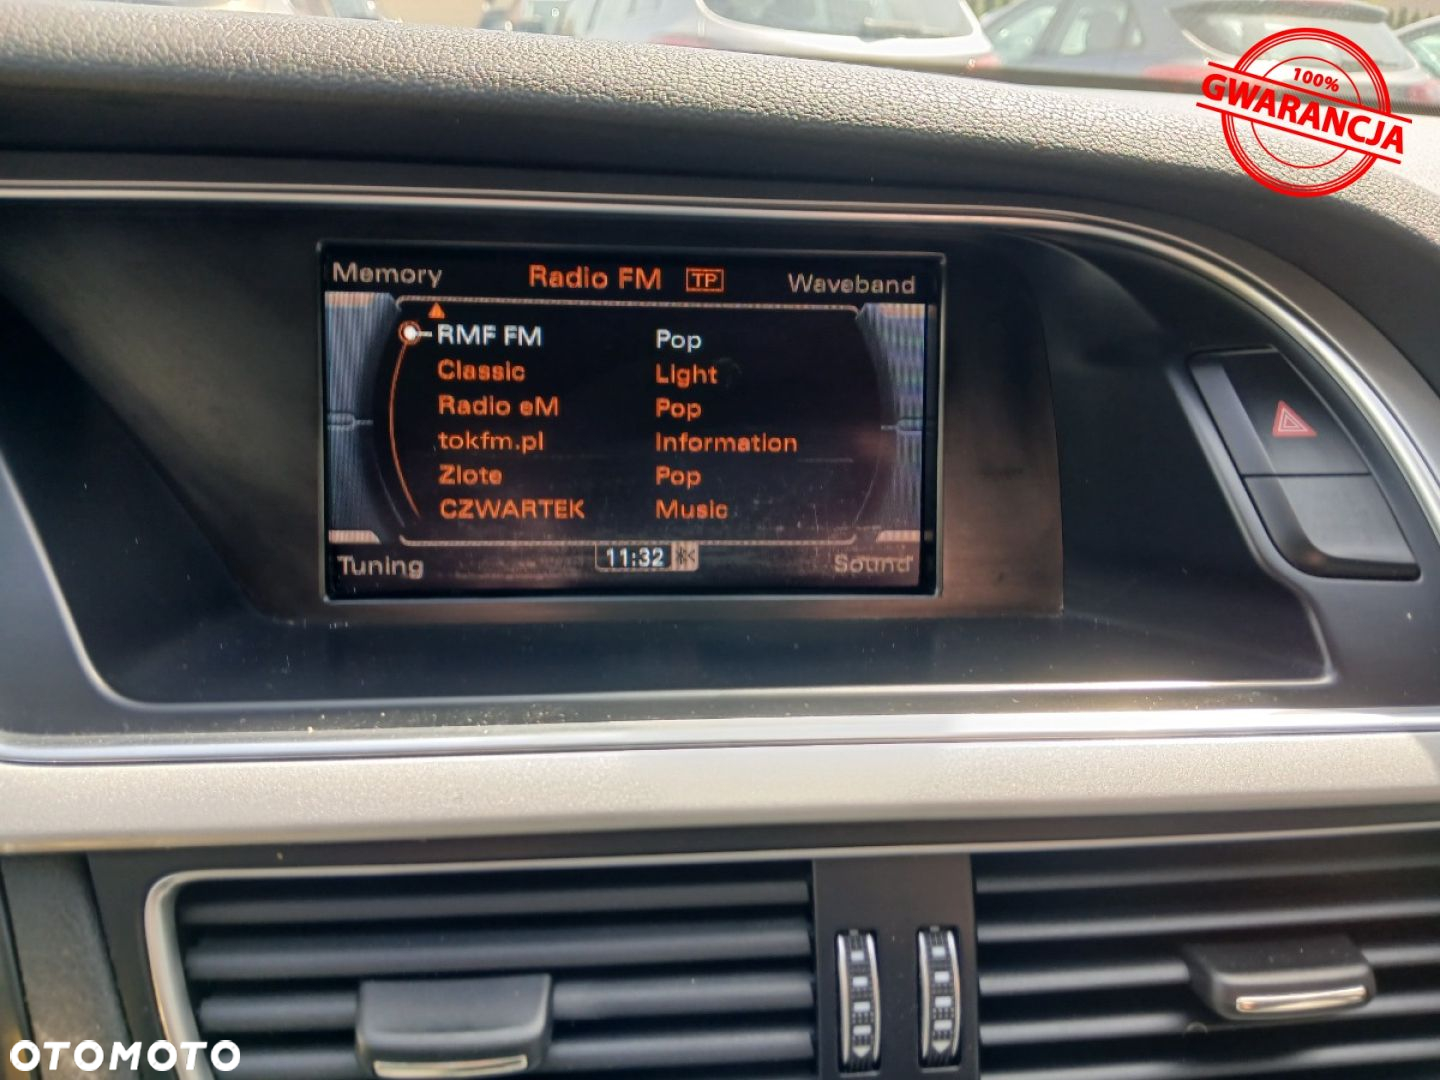 100%
GWARANCJA
Memory Radio FM TP Waveband
RMF FM Pop
Classic Light
Radio eM Pop
tokfm.pl Information
Zlote Pop
CZWARTEK Music
Tuning 11:32 Sound
OTOMOTO